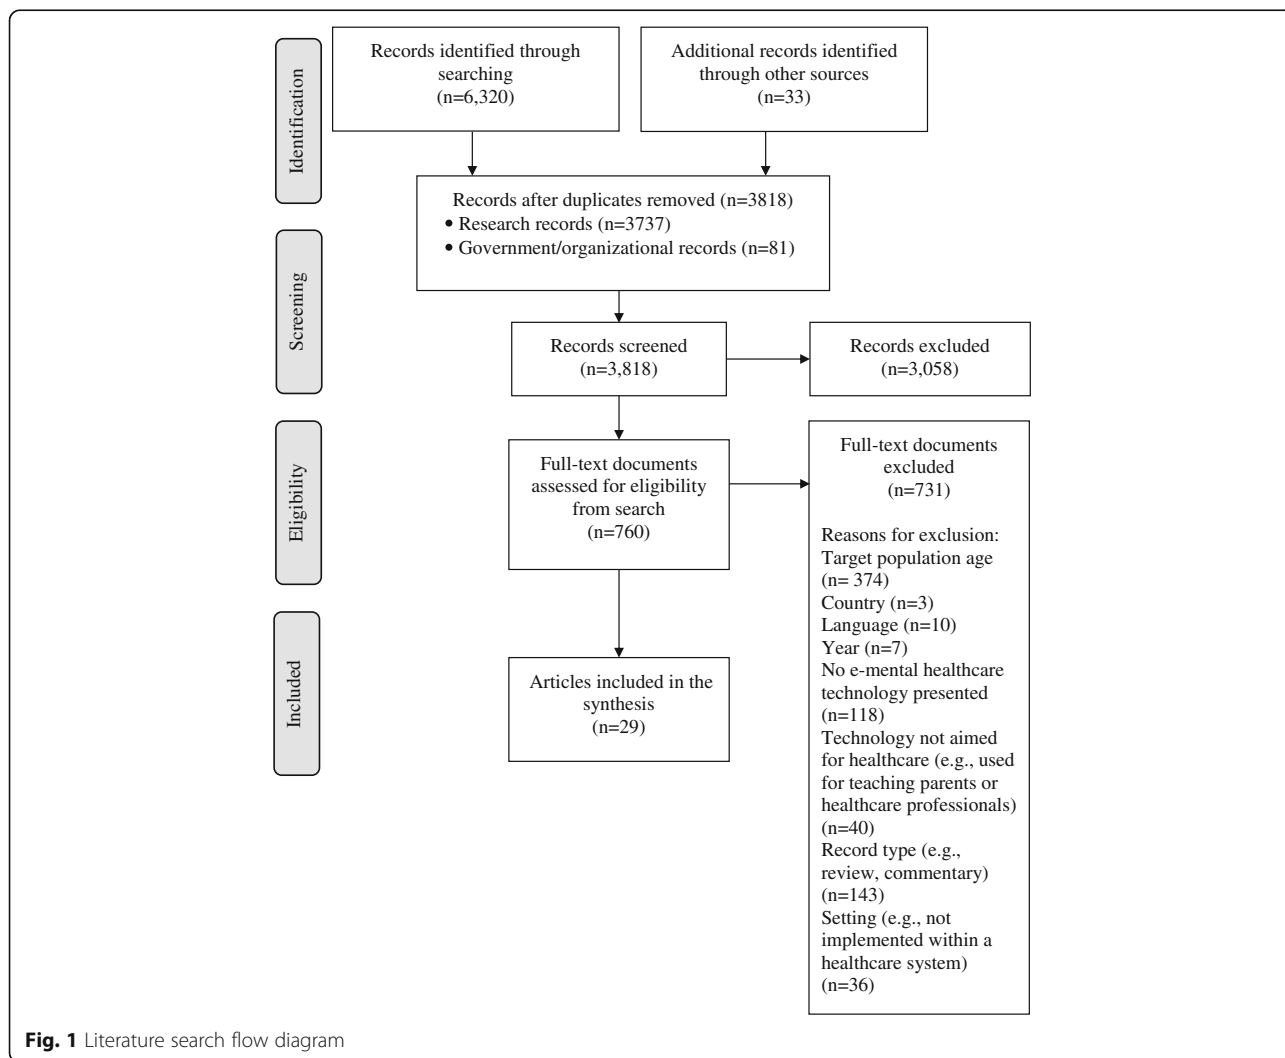 Identification
Records identified through
searching
(n=6,320)
Additional records identified
through other sources
(n=33)
Records after duplicates removed (n=3818)
• Research records (n=3737)
• Government/organizational records (n=81)
Screening
Records screened
(n=3,818)
Records excluded
(n=3,058)
Eligibility
Full-text documents
assessed for eligibility
from search
(n=760)
Full-text documents
excluded
(n=731)
Reasons for exclusion:
Target population age
(n= 374)
Country (n=3)
Language (n=10)
Year (n=7)
No e-mental healthcare
technology presented
(n=118)
Technology not aimed
for healthcare (e.g., used
for teaching parents or
healthcare professionals)
(n=40)
Record type (e.g.,
review, commentary)
(n=143)
Setting (e.g., not
implemented within a
healthcare system)
(n=36)
Included
Articles included in the
synthesis
(n=29)
Fig. 1 Literature search flow diagram